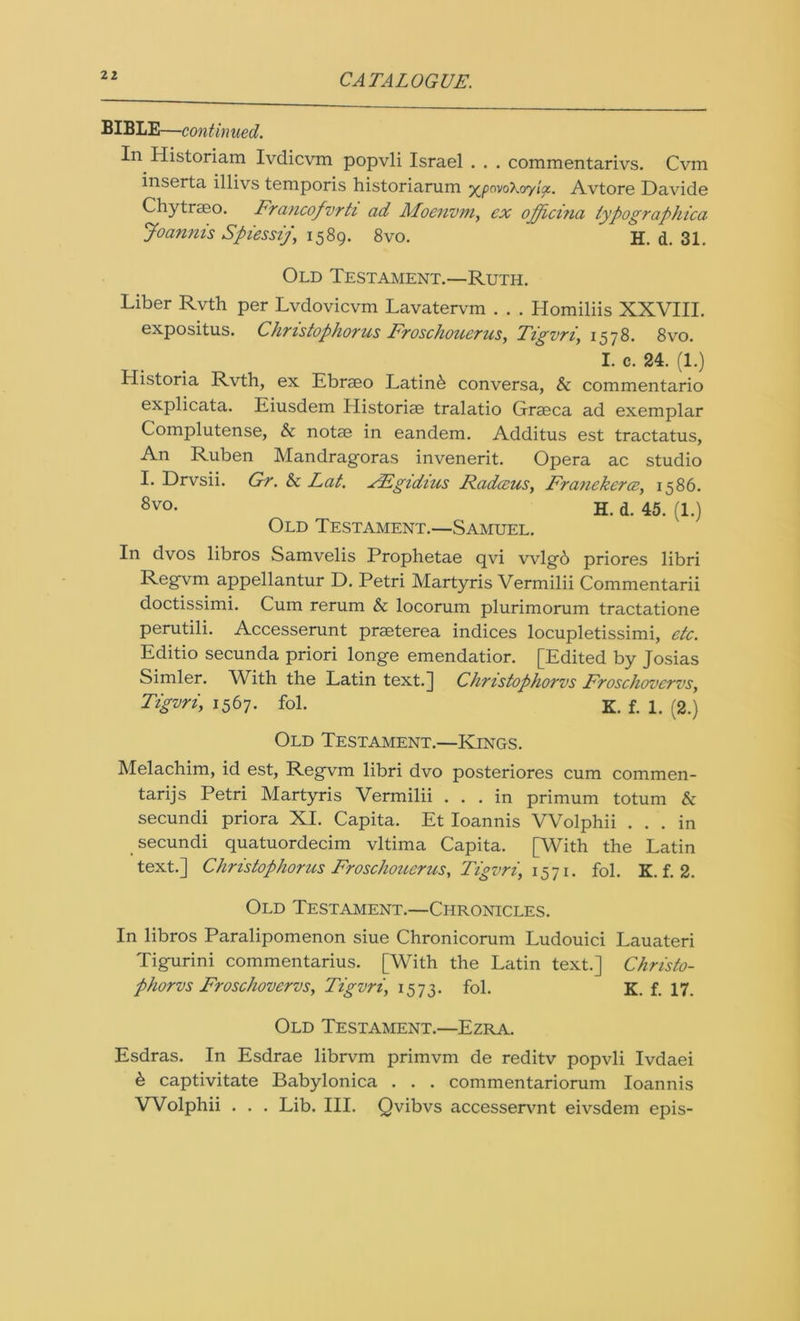 22
CATALOGUE.
BIBLE—continued.
In Historiam Ivdicvm popvli Israel . . . commentarivs. Cvm
inserta illivs temporis historiarum χρονολογίᾳ. Avtore Davide
Chytræo. Francofvrti ad Moenvm, ex officina typographica
Joannis Spiessij, 1589. 8vo. H. d. 31.
Old Testament.—Ruth.
Liber Rvth per Lvdovicvm Lavatervm . . . Homiliis XXVIII.
expositus. Christophorus Froschouerus, Tigvri, 1578. 8vo.
I. c. 24. (1.)
Historia Rvth, ex Ebræo Latinè conversa, & commentario
explicata. Eiusdem Historiæ tralatio Græca ad exemplar
Complutense, & notæ in eandem. Additus est tractatus,
An Ruben Mandragoras invenerit. Opera ac studio
I. Drvsii. Gr. & Lat. Ægidius Radæus, Franekeræ, 1586.
8vo. H. d. 45. (1.)
Old Testament.—Samuel.
In dvos libros Samvelis Prophetae qvi vvlgò priores libri
Regvm appellantur D. Petri Martyris Vermilii Commentarii
doctissimi. Cum rerum & locorum plurimorum tractatione
perutili. Accesserunt præterea indices locupletissimi, etc.
Editio secunda priori longe emendatior. [Edited by Josias
Simler. With the Latin text.] Christophorvs Froschovervs,
Tigvri, 1567. fol. K. f. 1. (2.)
Old Testament.—Kings.
Melachim, id est, Regvm libri dvo posteriores cum commen-
tarijs Petri Martyris Vermilii . . . in primum totum &
secundi priora XI. Capita. Et Ioannis VVolphii . . . in
secundi quatuordecim vltima Capita. [With the Latin
text.] Christophorus Froschouerus, Tigvri, 1571. fol. K. f. 2.
Old Testament.—Chronicles.
In libros Paralipomenon siue Chronicorum Ludouici Lauateri
Tigurini commentarius. [With the Latin text.] Christo-
phorvs Froschovervs, Tigvri, 1573. fol. K. f. 17.
Old Testament.—Ezra.
Esdras. In Esdrae librvm primvm de reditv popvli Ivdaei
è captivitate Babylonica . . . commentariorum Ioannis
VVolphii . . . Lib. III. Qvibvs accesservnt eivsdem epis-